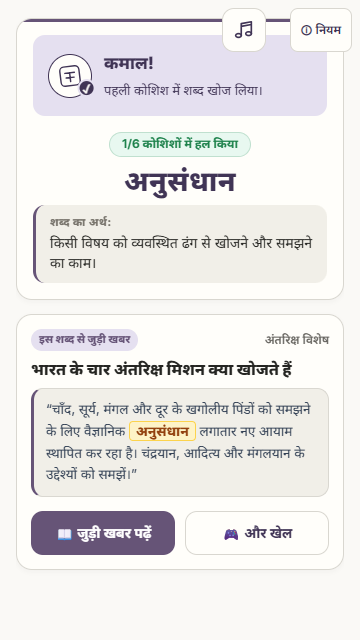 नियम
कमाल!
पहली कोशिश में शब्द खोज लिया।
1/6 कोशिशों में हल किया
अनुसंधान
शब्द का अर्थ:
किसी विषय को व्यवस्थित ढंग से खोजने और समझने
का काम।
इस शब्द से जुड़ी खबर
अंतरिक्ष विशेष
भारत के चार अंतरिक्ष मिशन क्या खोजते हैं
“चाँद, सूर्य, मंगल और दूर के खगोलीय पिंडों को समझने
के लिए वैज्ञानिक अनुसंधान लगातार नए आयाम
स्थापित कर रहा है। चंद्रयान, आदित्य और मंगलयान के
उद्देश्यों को समझें।”
जुड़ी खबर पढ़ें
और खेल